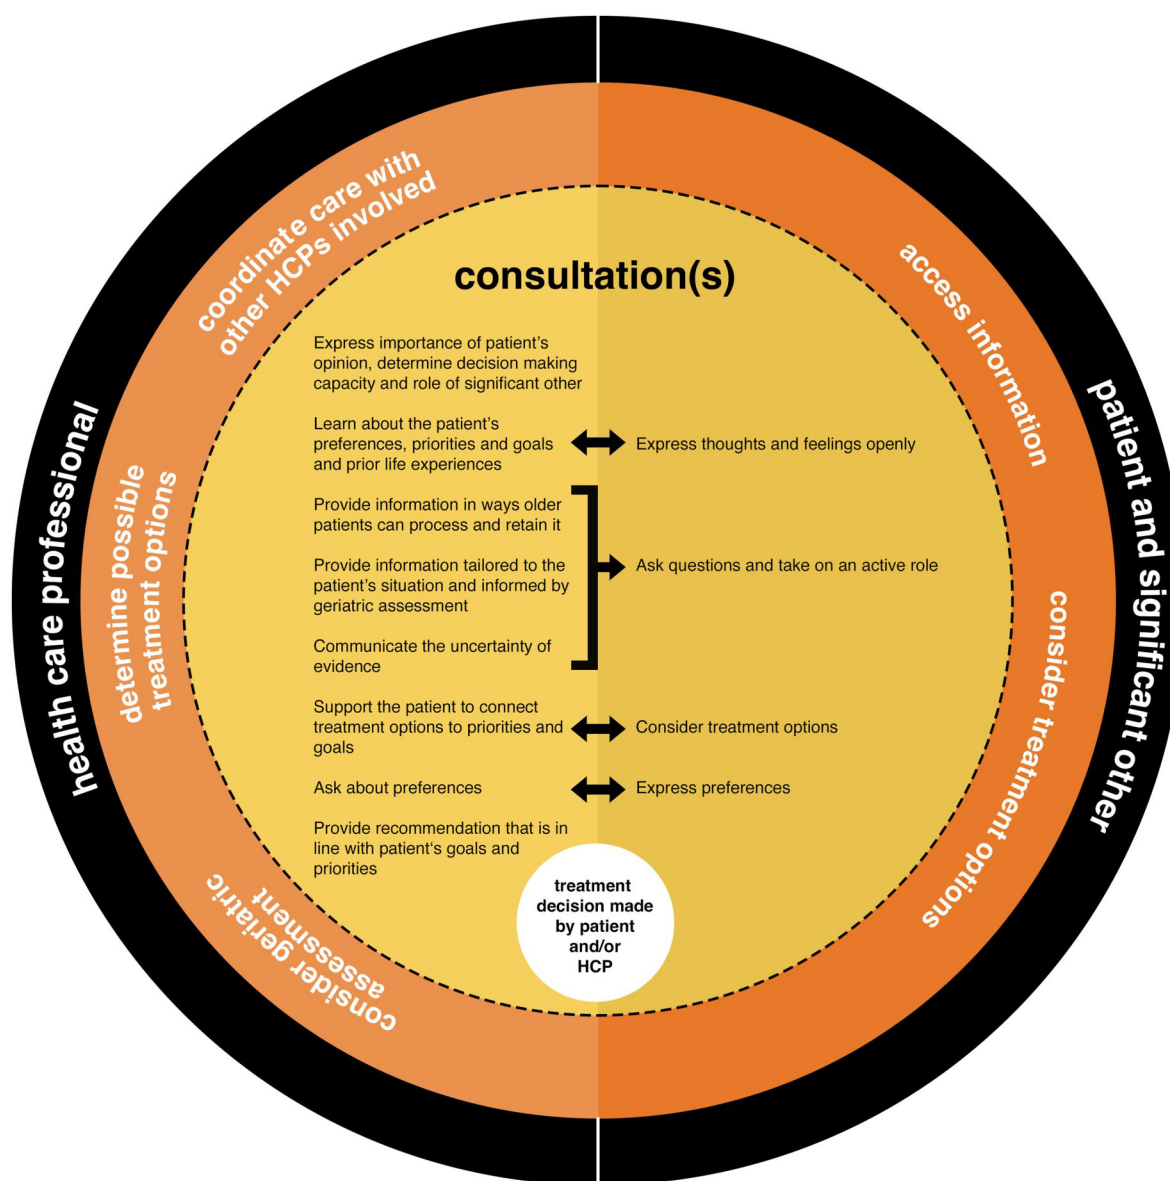 health care professional
coordinate care with
other HCPs involved
determine possible
treatment options
consider geriatric
assessment
consultation(s)
Express importance of patient’s
opinion, determine decision making
capacity and role of significant other
Learn about the patient’s
preferences, priorities and goals
and prior life experiences
Express thoughts and feelings openly
Provide information in ways older
patients can process and retain it
Provide information tailored to the
patient’s situation and informed by
geriatric assessment
Ask questions and take on an active role
Communicate the uncertainty of
evidence
Support the patient to connect
treatment options to priorities and
goals
Consider treatment options
Ask about preferences
Express preferences
Provide recommendation that is in
line with patient‘s goals and
priorities
treatment
decision made
by patient
and/or
HCP
access information
consider treatment options
patient and significant other